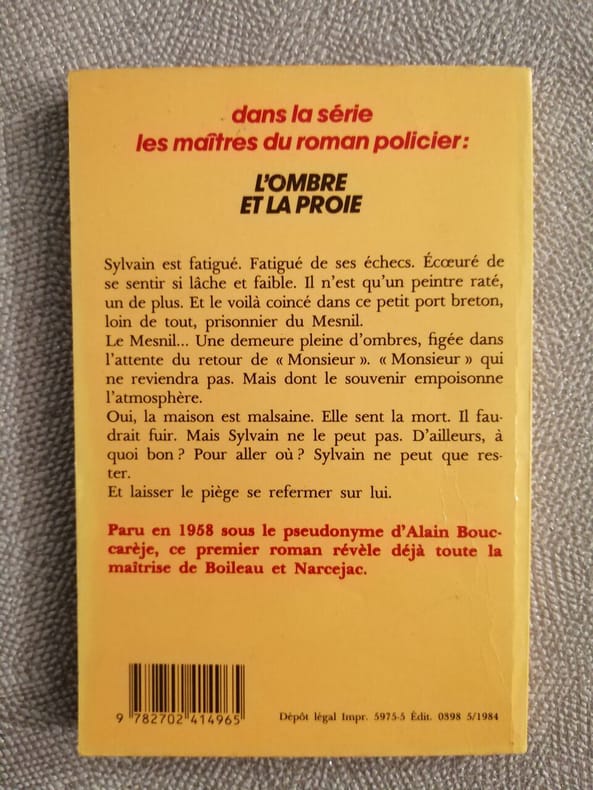 dans la série
les maîtres du roman policier :
L'OMBRE
ET LA PROIE
Sylvain est fatigué. Fatigué de ses échecs. Écœuré de
se sentir si lâche et faible. Il n'est qu'un peintre raté,
un de plus. Et le voilà coincé dans ce petit port breton,
loin de tout, prisonnier du Mesnil.
Le Mesnil... Une demeure pleine d'ombres, figée dans
l'attente du retour de « Monsieur ». « Monsieur » qui
ne reviendra pas. Mais dont le souvenir empoisonne
l'atmosphère.
Oui, la maison est malsaine. Elle sent la mort. Il fau-
drait fuir. Mais Sylvain ne le peut pas. D'ailleurs, à
quoi bon ? Pour aller où ? Sylvain ne peut que res-
ter.
Et laisser le piège se refermer sur lui.
Paru en 1958 sous le pseudonyme d'Alain Bouc-
carèje, ce premier roman révèle déjà toute la
maîtrise de Boileau et Narcejac.
9 782702 414965
Dépôt légal Impr. 5975-5 Édit. 0398 5/1984